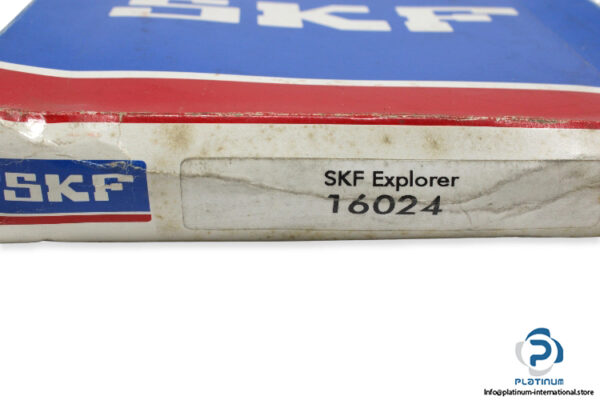 SKF
SKF
SKF Explorer
16024
PLATINUM
Info@platinum-international.store